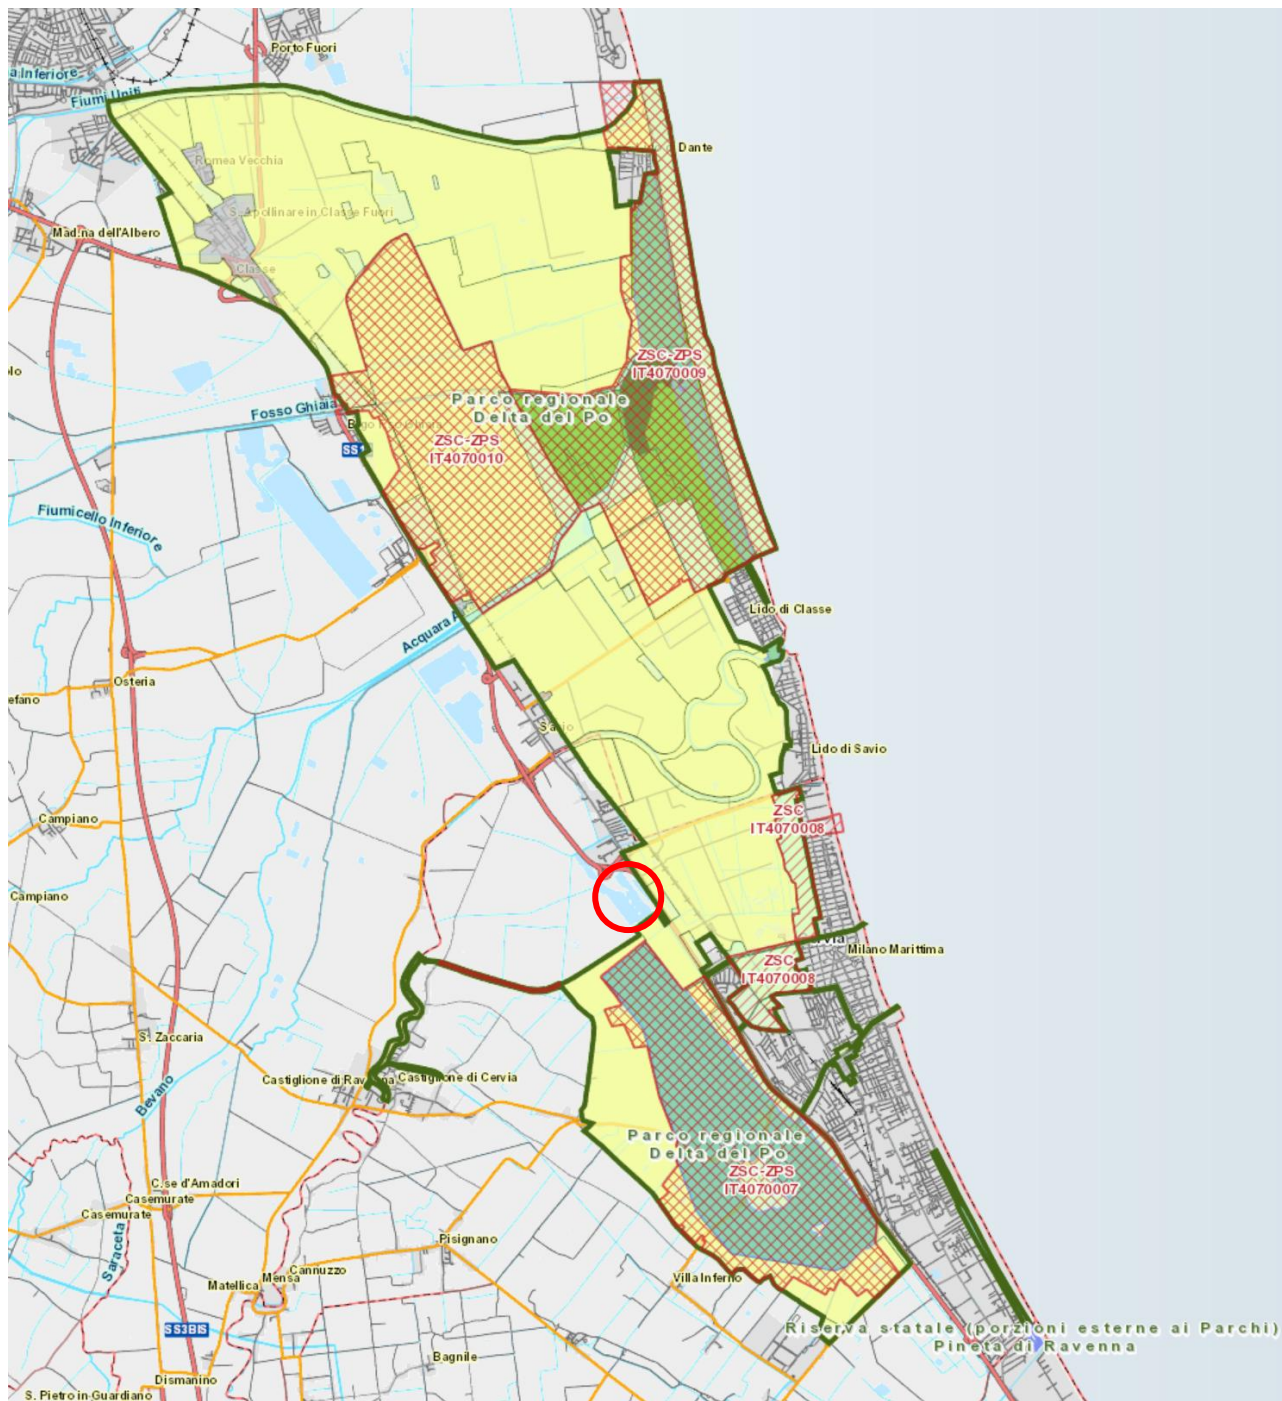 Porto Fuori
a Inferiore
Fiumi Uniti
Dante
Romea Vecchia
S. Apollinare in Classe Fuori
Mad.na dell'Albero
Classe
ZSC-ZPS
IT4070009
Parco regionale
Delta del Po
Fosso Ghiaia
ZSC-ZPS
IT4070010
Fiumicello Inferiore
Lido di Classe
Acquara A
Osteria
efano
Savio
Lido di Savio
ZSC
IT4070008
Campiano
Campiano
Milano Marittima
ZSC
IT4070008
S. Zaccaria
Castiglione di Ravenna
Castiglione di Cervia
Bevano
Parco regionale
Delta del Po
ZSC-ZPS
IT4070007
C.se d'Amadori
Casemurate
Casemurate
Saraceta
Pisignano
Cannuzzo
Mensa
Matellica
Villa Inferno
SS3BIS
Riserva statale (porzioni esterne ai Parchi)
Pineta di Ravenna
Bagnile
Dismanino
S. Pietro in Guardiano